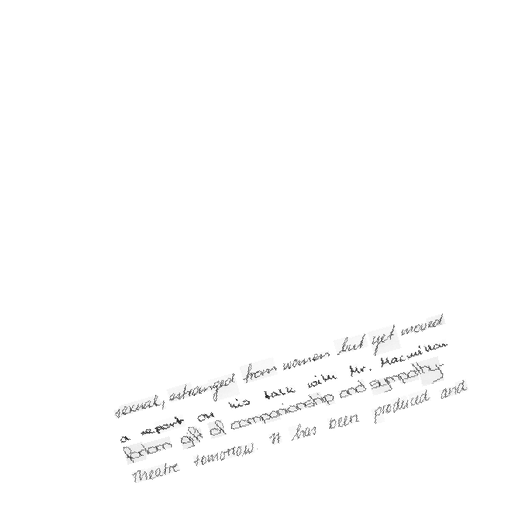 sexual, estranged from women but yet moved
a report on his talk with Mr. Macmillan
forlorn gift of companionship and sympathy.
Theatre tomorrow. It has been produced and